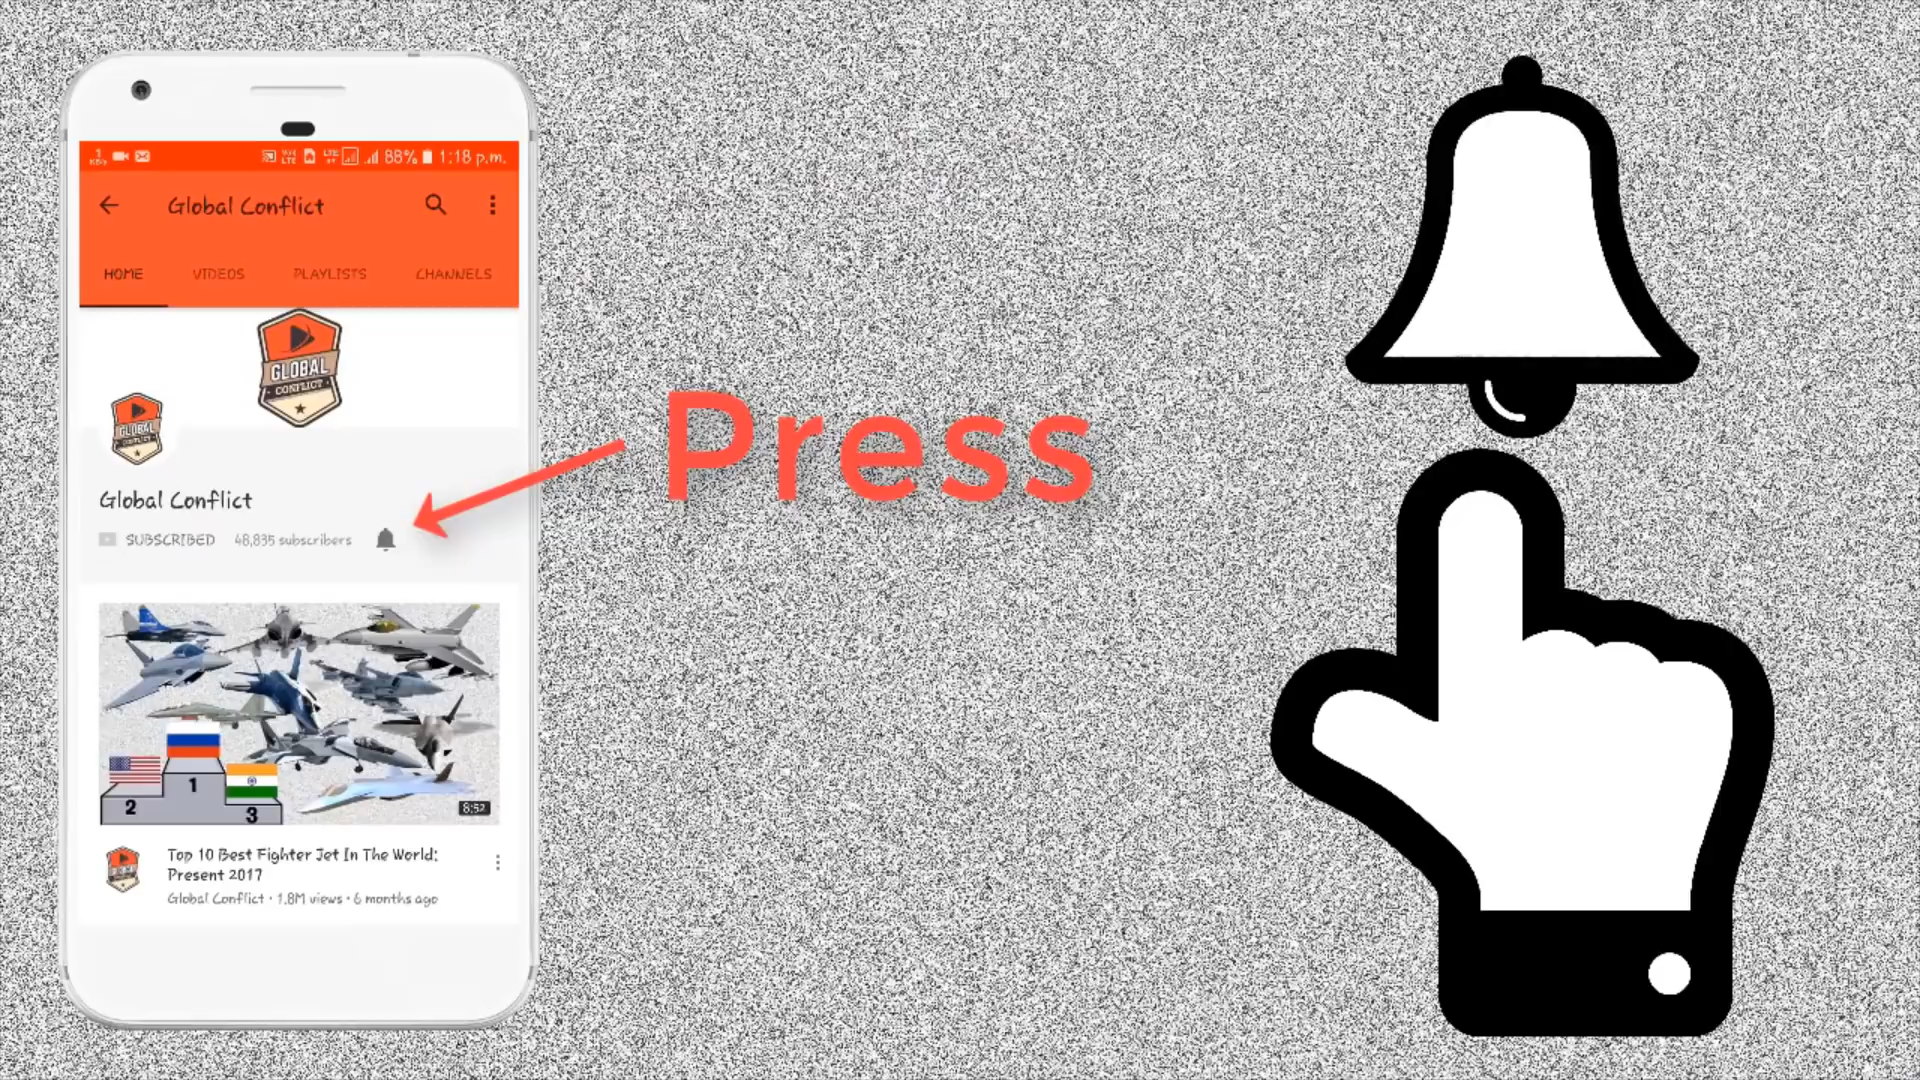 88% 1:18 p.m.
Global Conflict
HOME VIDEOS PLAYLISTS CHANNELS
GLOBAL
CONFLICT
GLOBAL
CONFLICT
Press
Global Conflict
SUBSCRIBED 48,835 subscribers
1
2
3
8:52
Top 10 Best Fighter Jet In The World:
Present 2017
Global Conflict • 1.8M views • 6 months ago